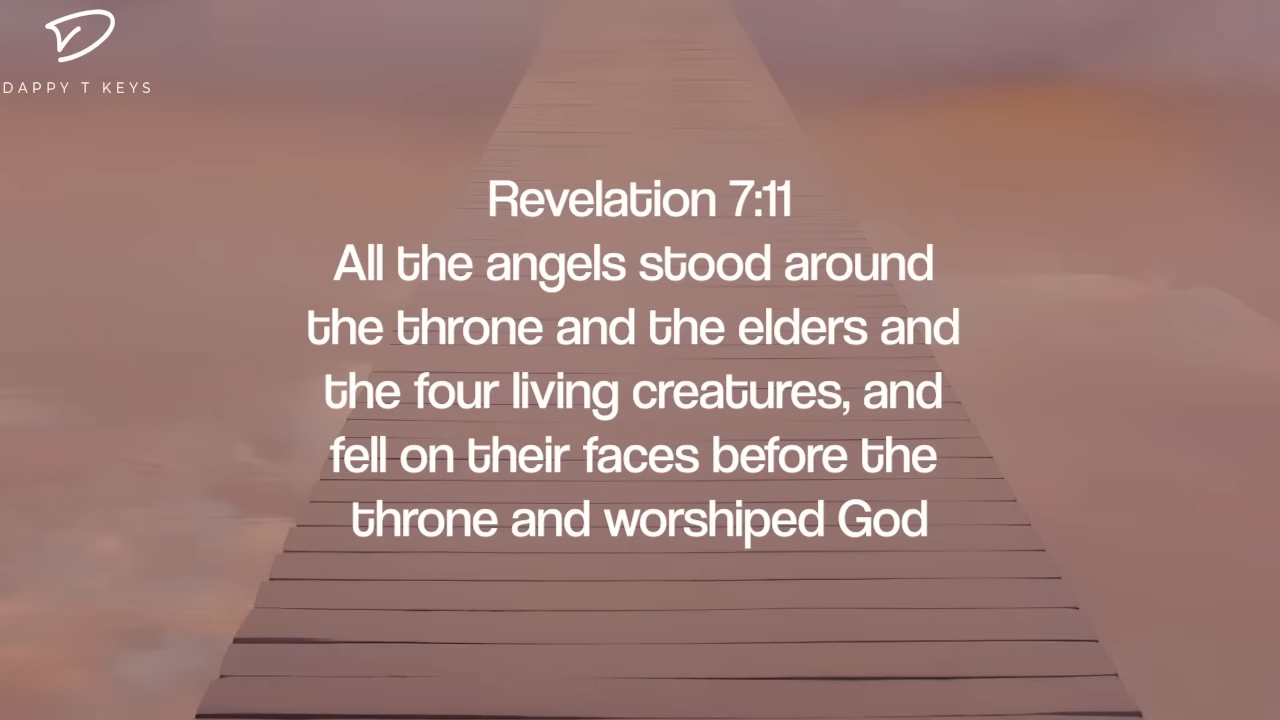 DAPPY T KEYS
Revelation 7:11
All the angels stood around
the throne and the elders and
the four living creatures, and
fell on their faces before the
throne and worshiped God